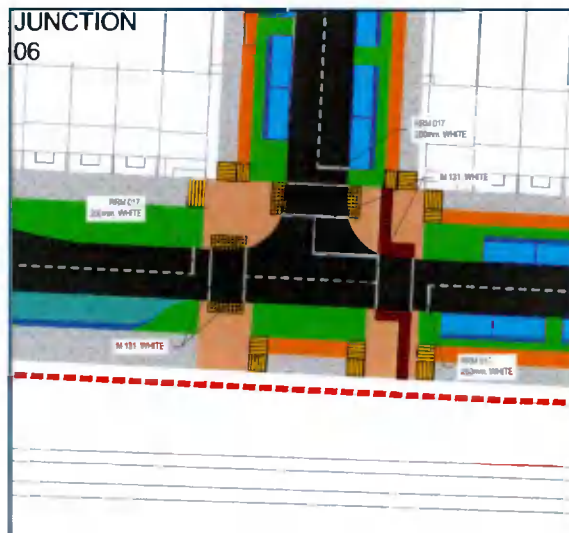 JUNCTION
06
RRM 017
200mm WHITE
M 131 WHITE
RRM 017
200mm WHITE
M 131 WHITE
RRM 017
200mm WHITE